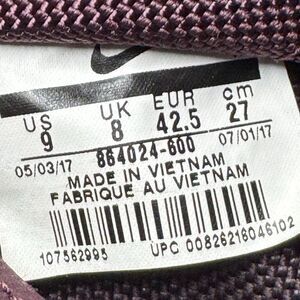 US UK EUR cm
9 8 42.5 27
05/03/17 864024-600 07/01/17
MADE IN VIETNAM
FABRIQUE AU VIETNAM
107562995 UPC 00826216046102